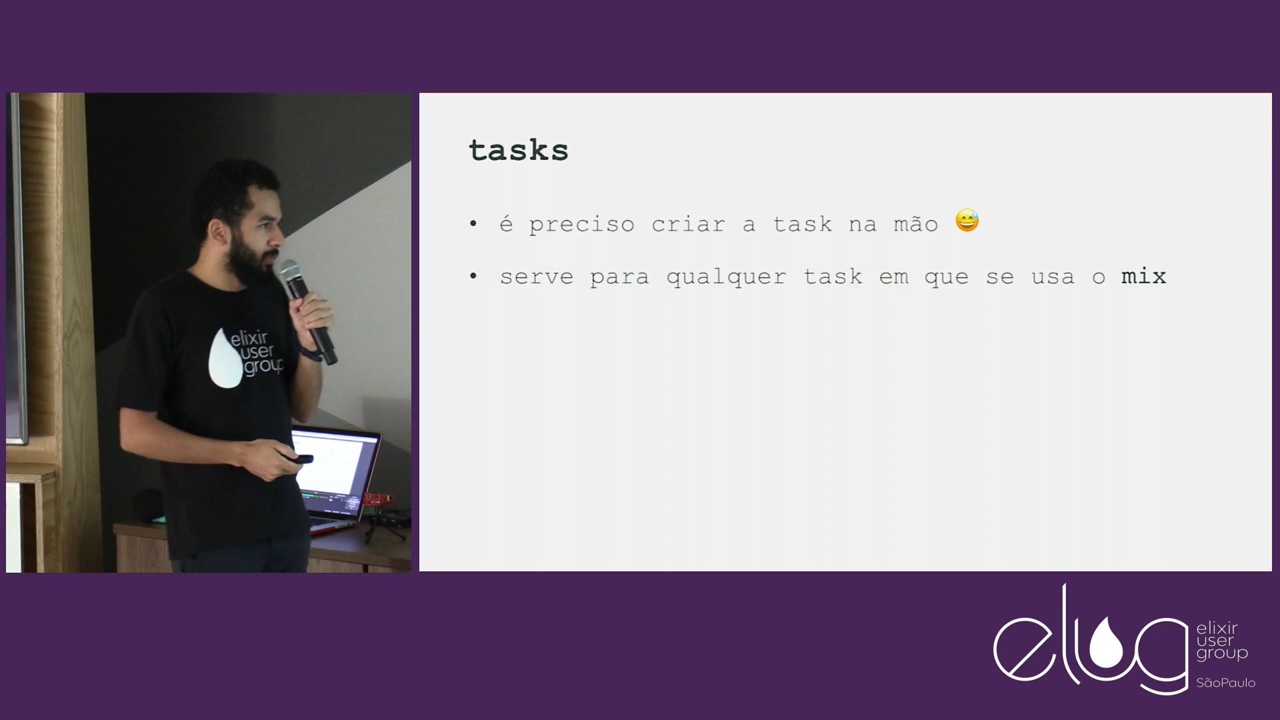 tasks
• é preciso criar a task na mão 😅
• serve para qualquer task em que se usa o mix
elixir
user
group
elug
elixir
user
group
SãoPaulo